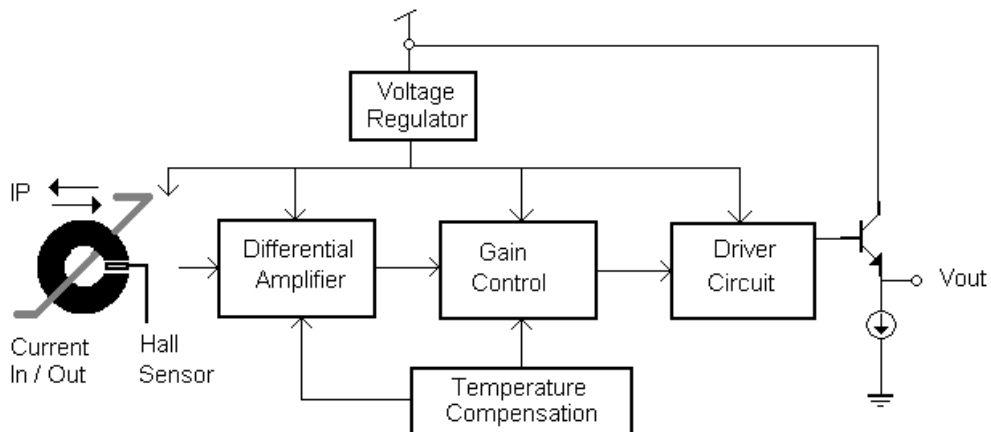 Voltage
Regulator
IP
Differential
Amplifier
Gain
Control
Driver
Circuit
Vout
Current
In / Out
Hall
Sensor
Temperature
Compensation